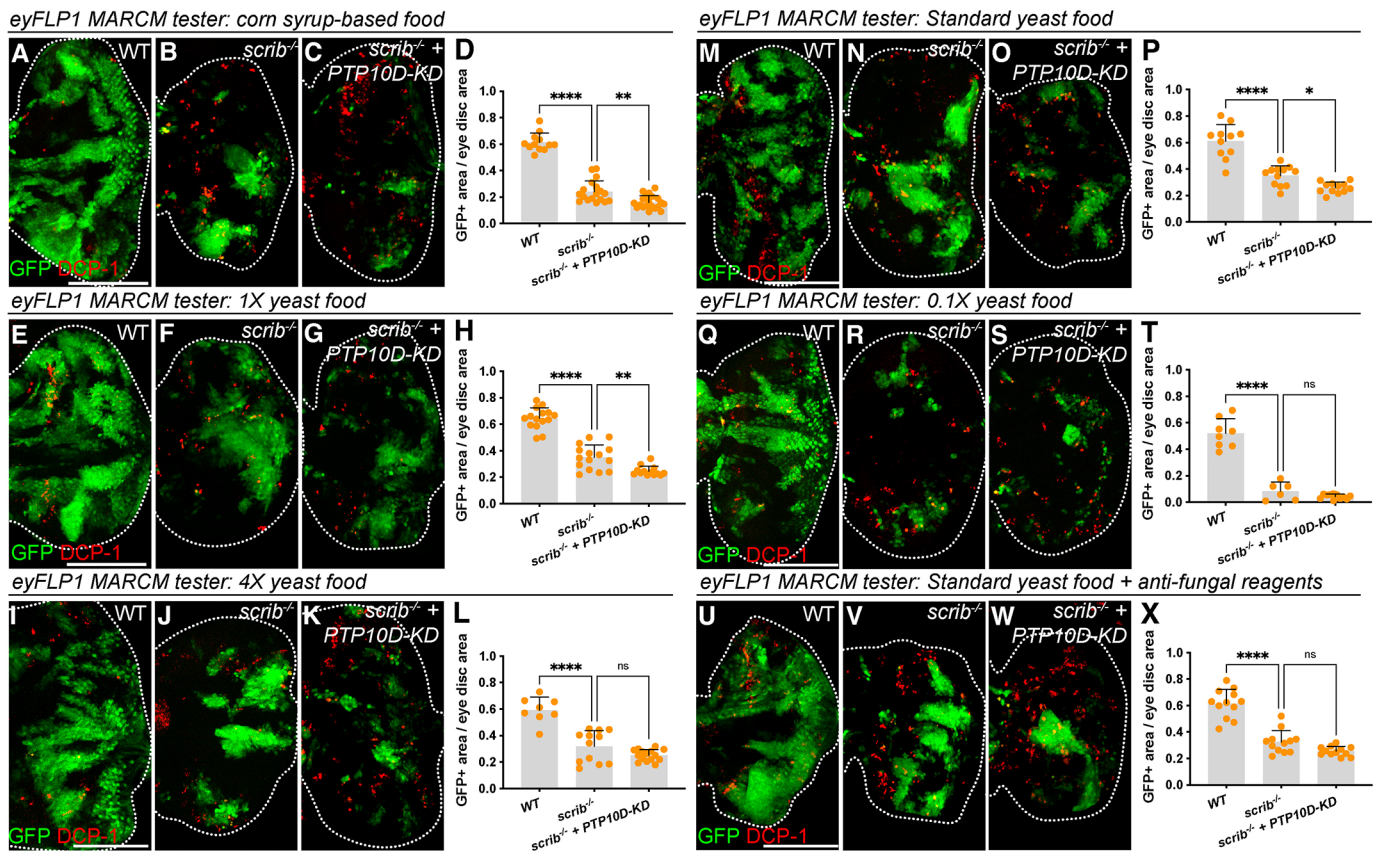 eyFLP1 MARCM tester: corn syrup-based food
A WT
B scrib-/-
C scrib-/- +
PTP10D-KD
GFP DCP-1
D
GFP+ area / eye disc area
1.0
0.8
0.6
0.4
0.2
0.0
****
**
WT
scrib-/-
scrib-/- + PTP10D-KD
eyFLP1 MARCM tester: Standard yeast food
M WT
N scrib-/-
O scrib-/- +
PTP10D-KD
GFP DCP-1
P
GFP+ area / eye disc area
1.0
0.8
0.6
0.4
0.2
0.0
****
*
WT
scrib-/-
scrib-/- + PTP10D-KD
eyFLP1 MARCM tester: 1X yeast food
E WT
F scrib-/-
G scrib-/- +
PTP10D-KD
GFP DCP-1
H
GFP+ area / eye disc area
1.0
0.8
0.6
0.4
0.2
0.0
****
**
WT
scrib-/-
scrib-/- + PTP10D-KD
eyFLP1 MARCM tester: 0.1X yeast food
Q WT
R scrib-/-
S scrib-/- +
PTP10D-KD
GFP DCP-1
T
GFP+ area / eye disc area
1.0
0.8
0.6
0.4
0.2
0.0
****
ns
WT
scrib-/-
scrib-/- + PTP10D-KD
eyFLP1 MARCM tester: 4X yeast food
I WT
J scrib-/-
K scrib-/- +
PTP10D-KD
GFP DCP-1
L
GFP+ area / eye disc area
1.0
0.8
0.6
0.4
0.2
0.0
****
ns
WT
scrib-/-
scrib-/- + PTP10D-KD
eyFLP1 MARCM tester: Standard yeast food + anti-fungal reagents
U WT
V scrib-/-
W scrib-/- +
PTP10D-KD
GFP DCP-1
X
GFP+ area / eye disc area
1.0
0.8
0.6
0.4
0.2
0.0
****
ns
WT
scrib-/-
scrib-/- + PTP10D-KD